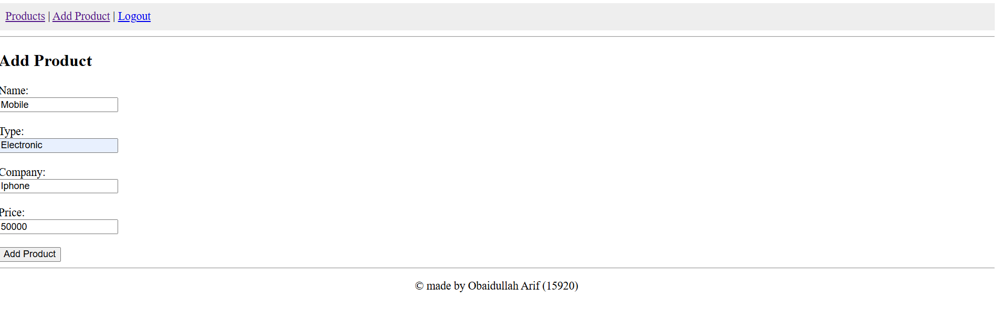 Products | Add Product | Logout
Add Product
Name:
Mobile
Type:
Electronic
Company:
Iphone
Price:
50000
Add Product
© made by Obaidullah Arif (15920)